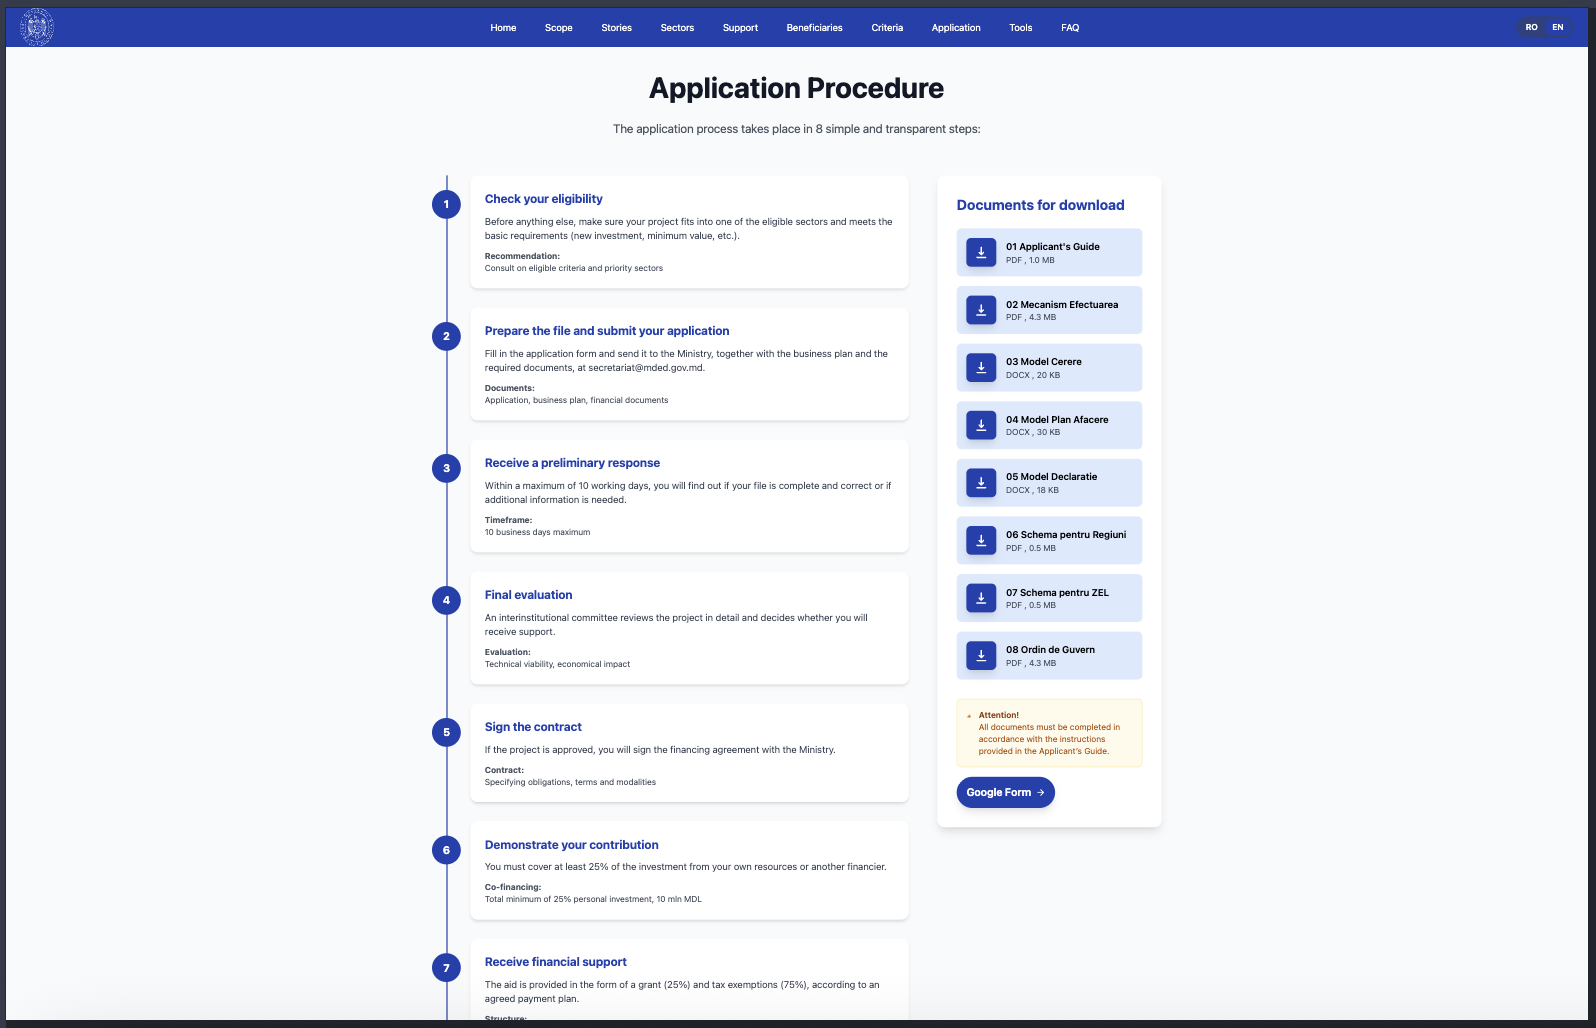 Home
Scope
Stories
Sectors
Support
Beneficiaries
Criteria
Application
Tools
FAQ
RO
EN
Application Procedure
The application process takes place in 8 simple and transparent steps:
1
Check your eligibility
Before anything else, make sure your project fits into one of the eligible sectors and meets the
basic requirements (new investment, minimum value, etc.).
Recommendation:
Consult on eligible criteria and priority sectors
2
Prepare the file and submit your application
Fill in the application form and send it to the Ministry, together with the business plan and the
required documents, at secretariat@mded.gov.md.
Documents:
Application, business plan, financial documents
3
Receive a preliminary response
Within a maximum of 10 working days, you will find out if your file is complete and correct or if
additional information is needed.
Timeframe:
10 business days maximum
4
Final evaluation
An interinstitutional committee reviews the project in detail and decides whether you will
receive support.
Evaluation:
Technical viability, economical impact
5
Sign the contract
If the project is approved, you will sign the financing agreement with the Ministry.
Contract:
Specifying obligations, terms and modalities
6
Demonstrate your contribution
You must cover at least 25% of the investment from your own resources or another financier.
Co-financing:
Total minimum of 25% personal investment, 10 mln MDL
7
Receive financial support
The aid is provided in the form of a grant (25%) and tax exemptions (75%), according to an
agreed payment plan.
Structure:
Documents for download
01 Applicant's Guide
PDF , 1.0 MB
02 Mecanism Efectuarea
PDF , 4.3 MB
03 Model Cerere
DOCX , 20 KB
04 Model Plan Afacere
DOCX , 30 KB
05 Model Declaratie
DOCX , 18 KB
06 Schema pentru Regiuni
PDF , 0.5 MB
07 Schema pentru ZEL
PDF , 0.5 MB
08 Ordin de Guvern
PDF , 4.3 MB
Attention!
All documents must be completed in
accordance with the instructions
provided in the Applicant's Guide.
Google Form →